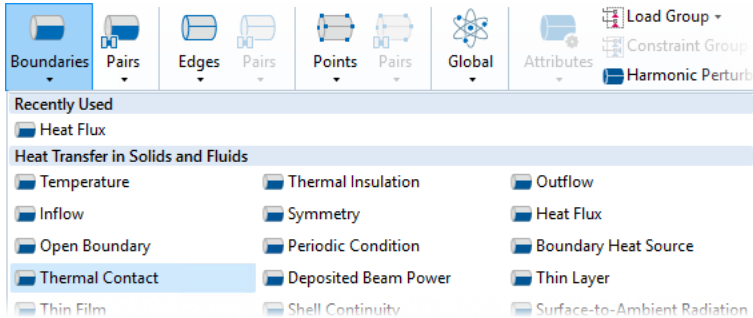 Boundaries Pairs Edges Pairs Points Pairs Global Attributes
Load Group
Constraint Group
Harmonic Perturb
Recently Used
Heat Flux
Heat Transfer in Solids and Fluids
Temperature Thermal Insulation Outflow
Inflow Symmetry Heat Flux
Open Boundary Periodic Condition Boundary Heat Source
Thermal Contact Deposited Beam Power Thin Layer
Thin Film Shell Continuity Surface-to-Ambient Radiation